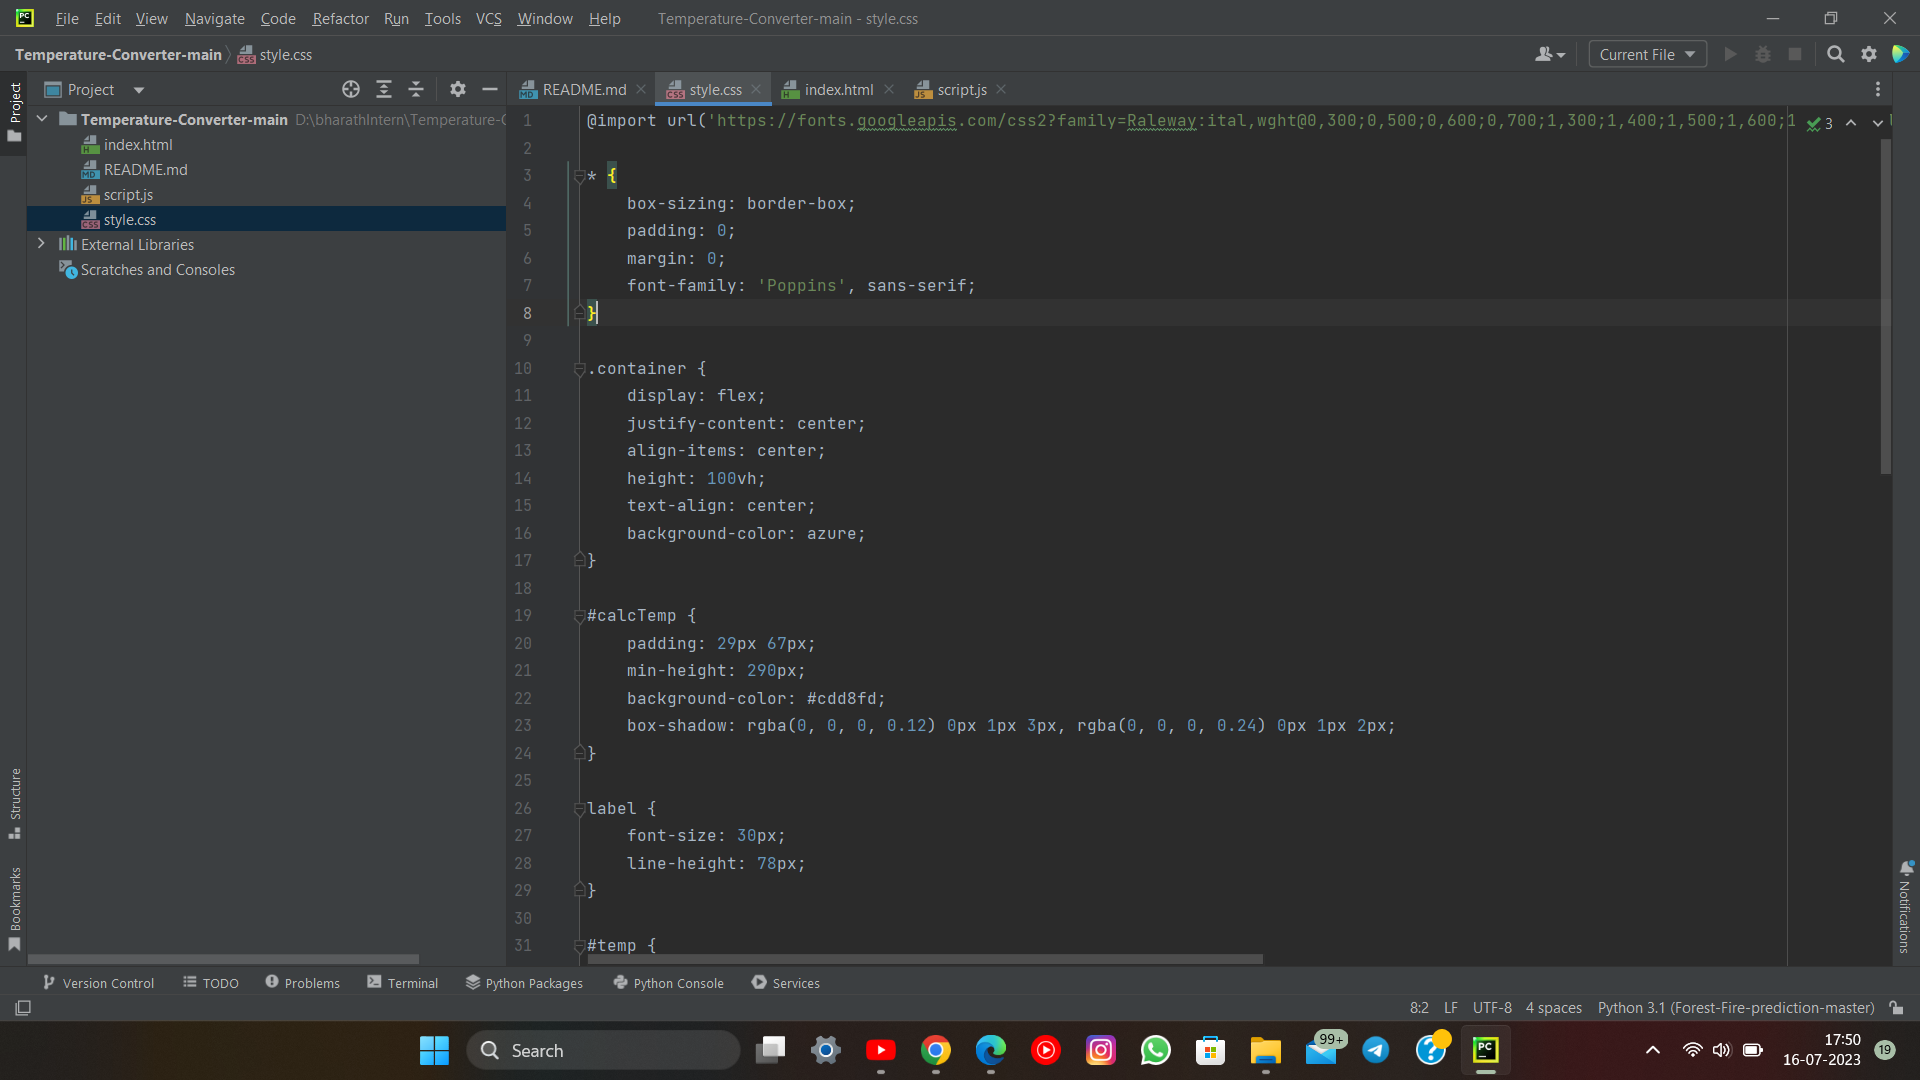 PC
File Edit View Navigate Code Refactor Run Tools VCS Window Help Temperature-Converter-main - style.css
Temperature-Converter-main style.css Current File
Project README.md style.css index.html script.js
Project
Temperature-Converter-main D:\bharathIntern\Temperature-C
index.html
README.md
script.js
style.css
External Libraries
Scratches and Consoles
1 @import url('https://fonts.googleapis.com/css2?family=Raleway:ital,wght@0,300;0,500;0,600;0,700;1,300;1,400;1,500;1,600;1 3
2
3 * {
4 box-sizing: border-box;
5 padding: 0;
6 margin: 0;
7 font-family: 'Poppins', sans-serif;
8 }
9
10 .container {
11 display: flex;
12 justify-content: center;
13 align-items: center;
14 height: 100vh;
15 text-align: center;
16 background-color: azure;
17 }
18
19 #calcTemp {
20 padding: 29px 67px;
21 min-height: 290px;
22 background-color: #cdd8fd;
23 box-shadow: rgba(0, 0, 0, 0.12) 0px 1px 3px, rgba(0, 0, 0, 0.24) 0px 1px 2px;
24 }
25
26 label {
27 font-size: 30px;
28 line-height: 78px;
29 }
30
31 #temp {
Structure
Bookmarks
Notifications
Version Control TODO Problems Terminal Python Packages Python Console Services
8:2 LF UTF-8 4 spaces Python 3.1 (Forest-Fire-prediction-master)
Search 99+ PC 17:50
16-07-2023 19